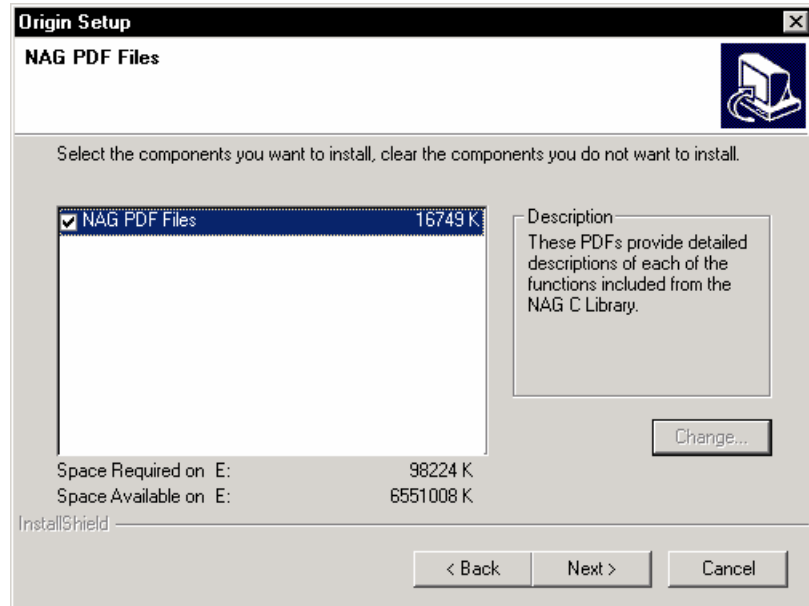 Origin Setup
NAG PDF Files
Select the components you want to install, clear the components you do not want to install.
NAG PDF Files 16749 K
Description
These PDFs provide detailed
descriptions of each of the
functions included from the
NAG C Library.
Change...
Space Required on E: 98224 K
Space Available on E: 6551008 K
InstallShield
< Back Next > Cancel